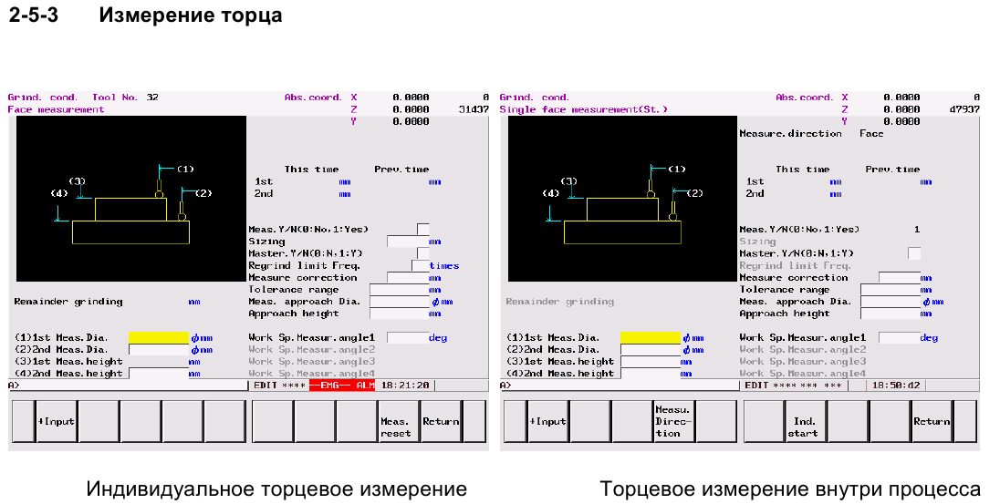 2-5-3 Измерение торца
Grind. cond. Tool No. 32 Abs.coord. X 0.0000 0
Face measurement Z 0.0000 31437
Y 0.0000
(1)
(3)
(4) (2)
This time Prev.time
1st mm mm
2nd mm
Meas.Y/N(0:No,1:Yes)
Sizing mm
Master.Y/N(0:N,1:Y)
Regrind limit Freq. times
Measure correction mm
Tolerance range mm
Remainder grinding mm Meas. approach Dia. ϕmm
Approach height mm
(1)1st Meas.Dia. ϕmm Work Sp.Measur.angle1 deg
(2)2nd Meas.Dia. ϕmm Work Sp.Measur.angle2
(3)1st Meas.height mm Work Sp.Measur.angle3
(4)2nd Meas.height mm Work Sp.Measur.angle4
A> EDIT **** --EMG-- ALM 18:21:20
+Input Meas. reset Return
Grind. cond. Abs.coord. X 0.0000 0
Single face measurement(St.) Z 0.0000 47937
Y 0.0000
Measure.direction Face
(1)
(3)
(4) (2)
This time Prev.time
1st mm mm
2nd mm
Meas.Y/N(0:No,1:Yes) 1
Sizing
Master.Y/N(0:N,1:Y)
Regrind limit Freq.
Measure correction mm
Tolerance range mm
Remainder grinding Meas. approach Dia. ϕmm
Approach height mm
(1)1st Meas.Dia. ϕmm Work Sp.Measur.angle1 deg
(2)2nd Meas.Dia. ϕmm Work Sp.Measur.angle2
(3)1st Meas.height mm Work Sp.Measur.angle3
(4)2nd Meas.height mm Work Sp.Measur.angle4
A> EDIT **** *** *** 18:50:42
+Input Measu. Direc- tion Ind. start Return
Индивидуальное торцевое измерение
Торцевое измерение внутри процесса